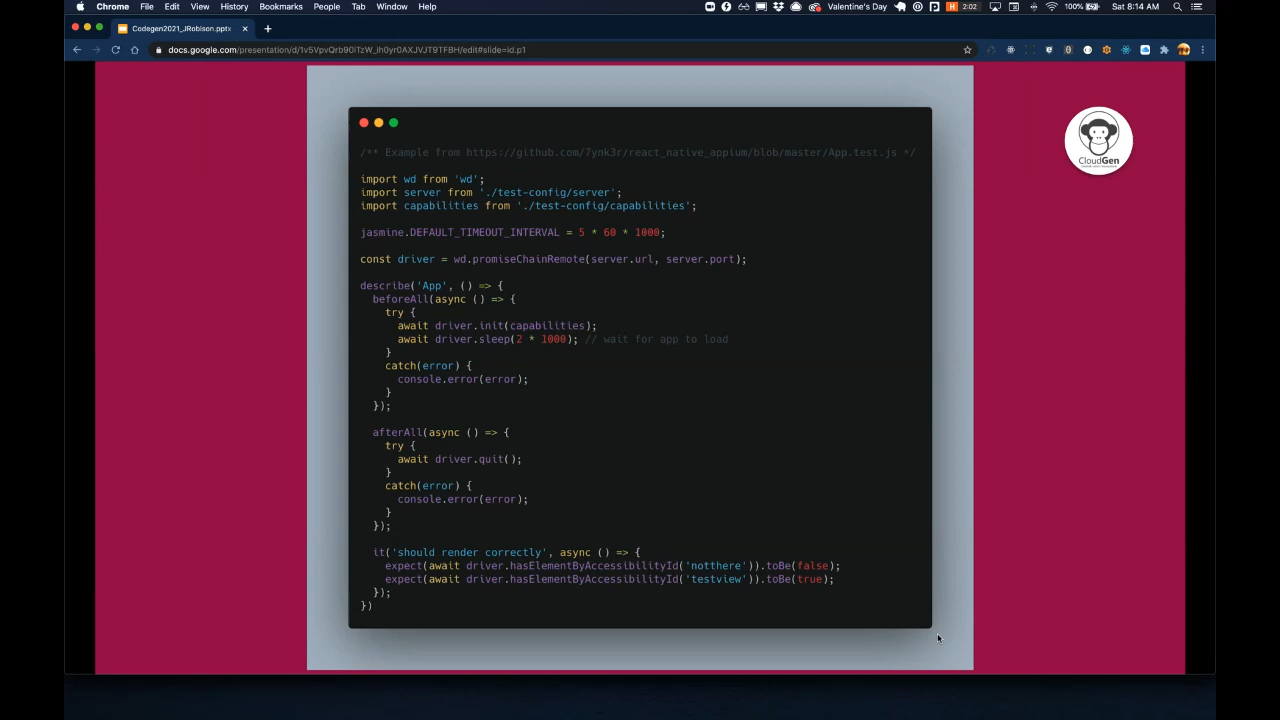 Chrome File Edit View History Bookmarks People Tab Window Help Valentine's Day 2:02 100% Sat 8:14 AM
Codegen2021_JRobison.pptx
docs.google.com/presentation/d/1v5VpvQrb90iTzW_ih0yr0AXJVJT9TFBH/edit#slide=id.p1
CloudGen
/** Example from https://github.com/7ynk3r/react_native_appium/blob/master/App.test.js */
import wd from 'wd';
import server from './test-config/server';
import capabilities from './test-config/capabilities';
jasmine.DEFAULT_TIMEOUT_INTERVAL = 5 * 60 * 1000;
const driver = wd.promiseChainRemote(server.url, server.port);
describe('App', () => {
  beforeAll(async () => {
    try {
      await driver.init(capabilities);
      await driver.sleep(2 * 1000); // wait for app to load
    }
    catch(error) {
      console.error(error);
    }
  });
  afterAll(async () => {
    try {
      await driver.quit();
    }
    catch(error) {
      console.error(error);
    }
  });
  it('should render correctly', async () => {
    expect(await driver.hasElementByAccessibilityId('notthere')).toBe(false);
    expect(await driver.hasElementByAccessibilityId('testview')).toBe(true);
  });
})